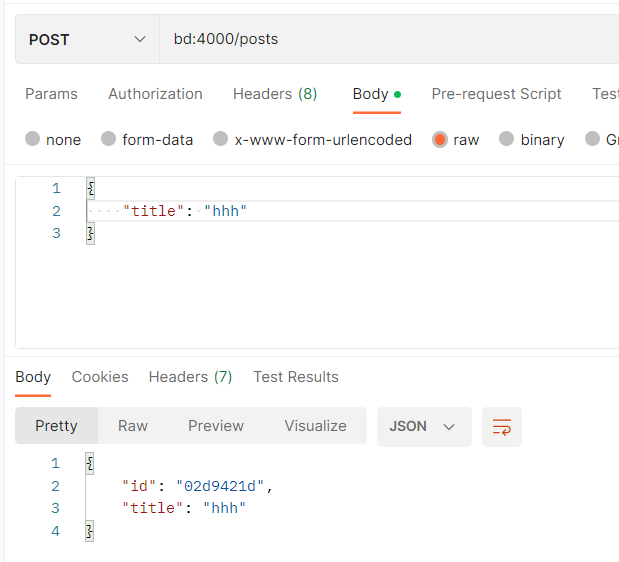 POST bd:4000/posts
Params Authorization Headers (8) Body Pre-request Script Test
none form-data x-www-form-urlencoded raw binary Gr
1 {
2 "title": "hhh"
3 }
Body Cookies Headers (7) Test Results
Pretty Raw Preview Visualize JSON
1 {
2 "id": "02d9421d",
3 "title": "hhh"
4 }